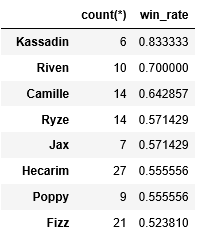 count(*) win_rate
Kassadin 6 0.833333
Riven 10 0.700000
Camille 14 0.642857
Ryze 14 0.571429
Jax 7 0.571429
Hecarim 27 0.555556
Poppy 9 0.555556
Fizz 21 0.523810